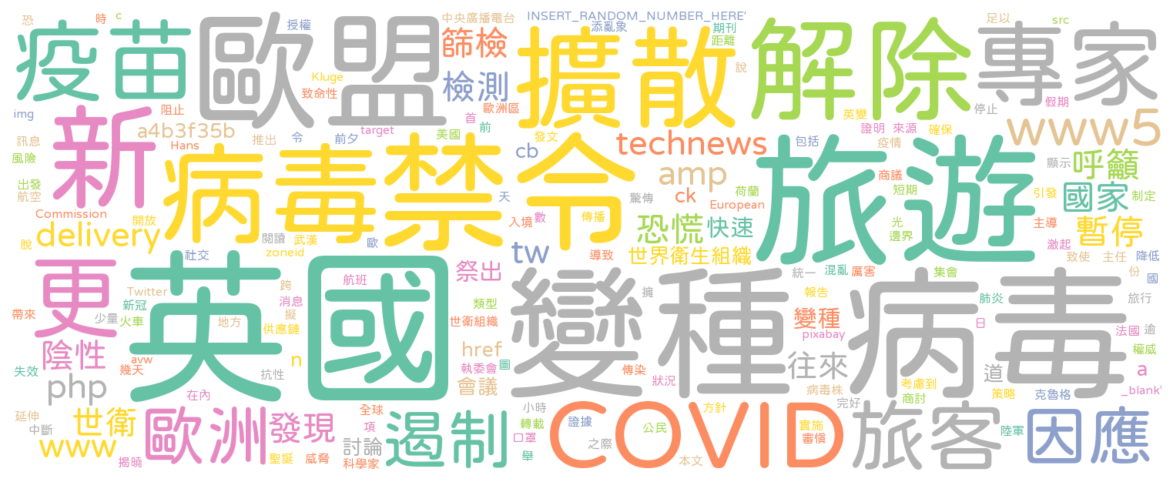 恐 時 c 授權 中央廣播電台 INSERT_RANDOM_NUMBER_HERE' 足以 src
疫苗 歐盟 篩檢 添亂象 期刊 距離 擴散 解除 說 專家
Kluge 致命性 檢測 歐洲區
img 阻止 首 前 英變 停止 假期
新 a4b3f35b 推出 令 前夕 target 美國 發文 證明 來源 確保 www5
訊息 Hans technews 疫情 包括
風險 病毒 禁令 cb 旅遊 商議 顯示 呼籲
出發 航空 天 amp 荷蘭 短期 引發 制定
Commission 開放 ck 驚傳 European 國家
脫 delivery 閱讀 武漢 歐 入境 數 傳播 恐慌 快速 光 邊界 主導 暫停
zoneid 社交 tw 導致 世界衛生組織 激起 致使 主任 降低
更 英國 航班 祭出 變種 病毒 統一 混亂 厲害 集會 份 國
Twitter 跨 消息 類型 擁 報告 旅行
帶來 少量 新冠 火車 擬 地方 供應鏈 世衛組織 變種 肺炎 日 法國 逾
陰性 avw href pixabay 權威
失效 幾天 n 執委會 圖 傳染 往來 道 a
php 抗性 會議 狀況 病毒株 考慮到 策略 _blank'
在內 商討 克魯格
延伸 中斷 世衛 歐洲 發現 全球 項 遏制 小時 轉載 證據 COVID 方針 完好 旅客 陸軍 因應
www 討論 口罩 公民 實施 審慎
揭曉 聖誕 威脅 科學家 舉 之際 本文